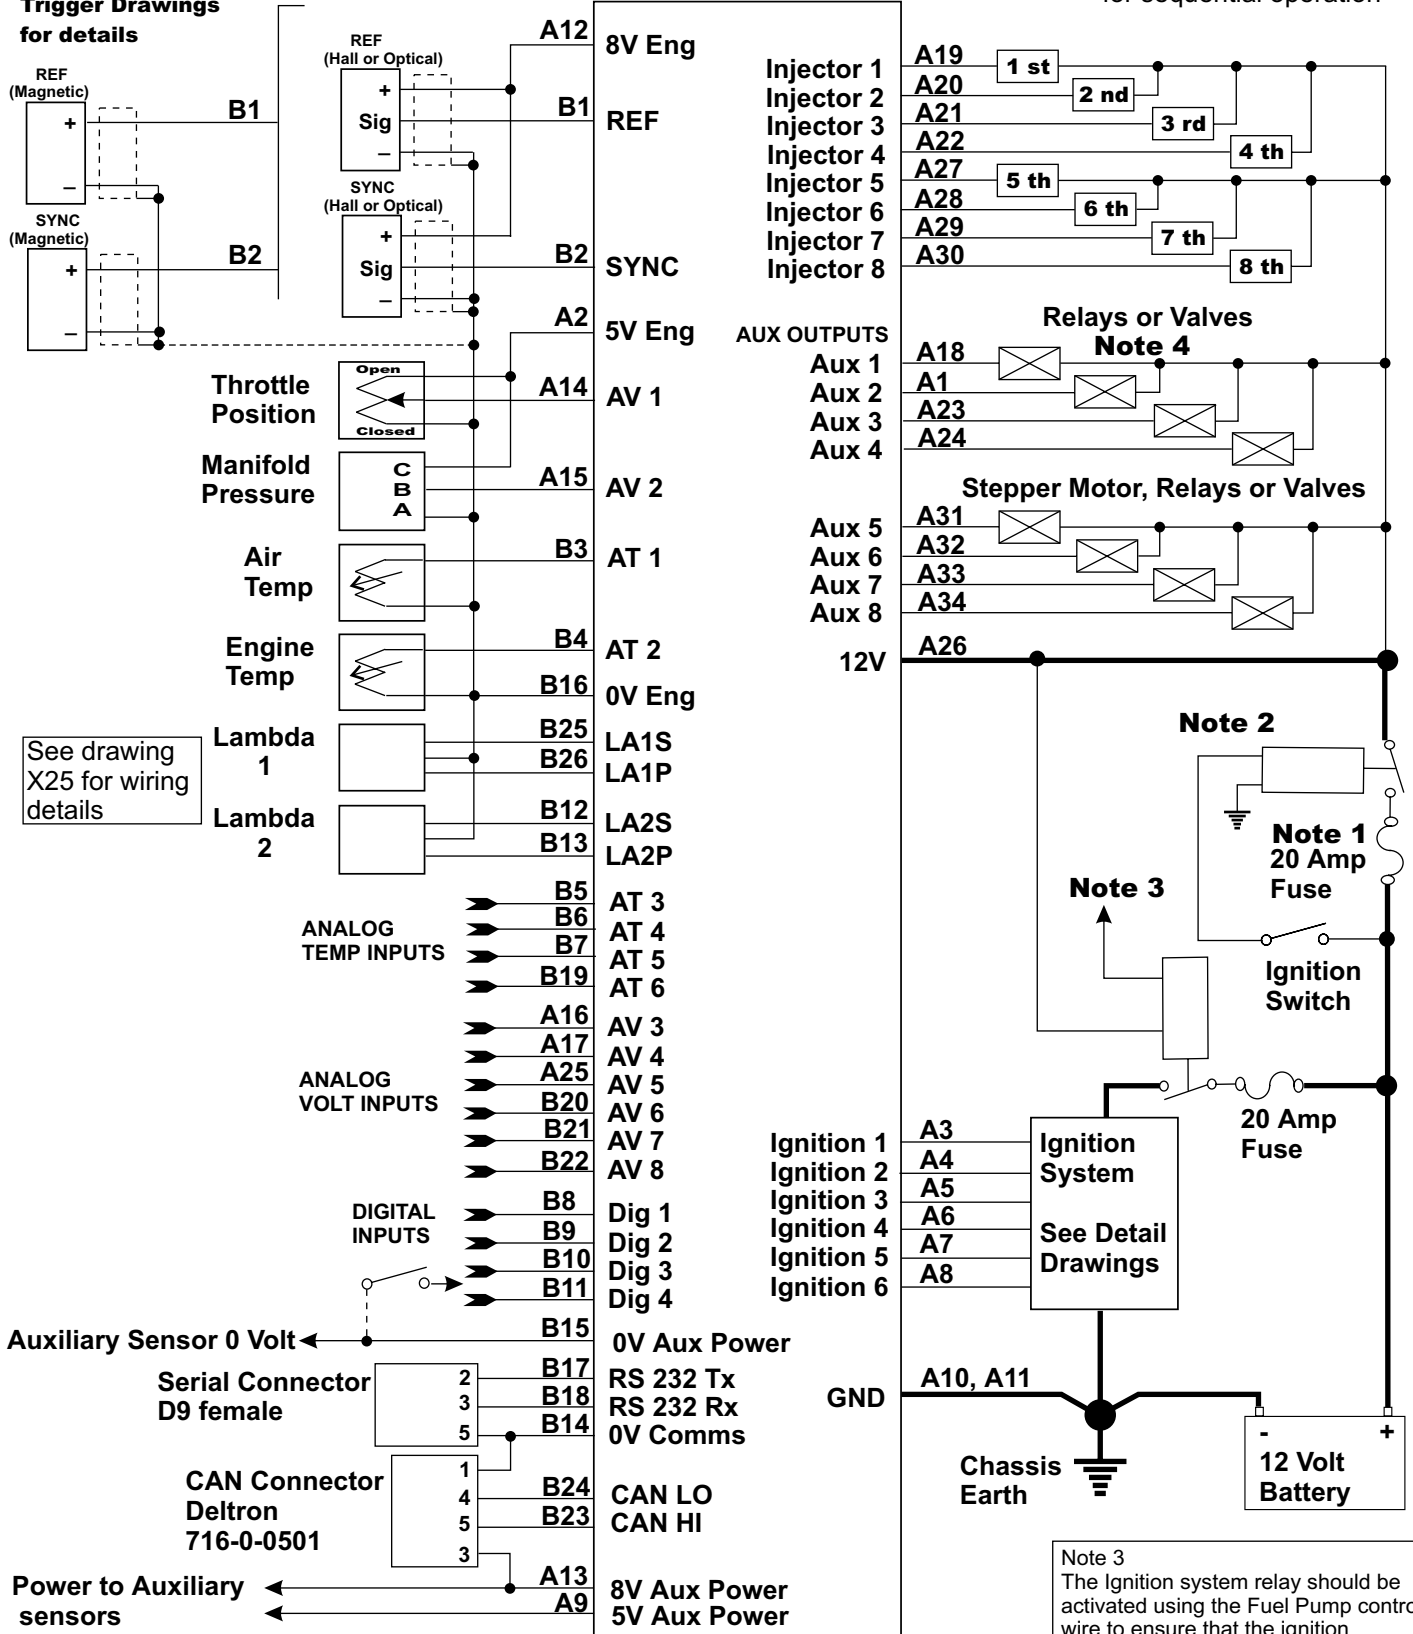 Trigger Drawings
for details
for sequential operation
REF
(Magnetic)
+
–
B1
SYNC
(Magnetic)
+
–
B2
REF
(Hall or Optical)
+
Sig
–
SYNC
(Hall or Optical)
+
Sig
–
A12 8V Eng
B1 REF
B2 SYNC
A2 5V Eng
Throttle
Position
Open
Closed
A14 AV 1
Manifold
Pressure
C
B
A
A15 AV 2
Air
Temp
B3 AT 1
Engine
Temp
B4 AT 2
B16 0V Eng
See drawing
X25 for wiring
details
Lambda
1
B25 LA1S
B26 LA1P
Lambda
2
B12 LA2S
B13 LA2P
ANALOG
TEMP INPUTS
B5 AT 3
B6 AT 4
B7 AT 5
B19 AT 6
ANALOG
VOLT INPUTS
A16 AV 3
A17 AV 4
A25 AV 5
B20 AV 6
B21 AV 7
B22 AV 8
DIGITAL
INPUTS
B8 Dig 1
B9 Dig 2
B10 Dig 3
B11 Dig 4
Auxiliary Sensor 0 Volt
B15 0V Aux Power
Serial Connector
D9 female
2 B17 RS 232 Tx
3 B18 RS 232 Rx
5 B14 0V Comms
CAN Connector
Deltron
716-0-0501
1
4 B24 CAN LO
5 B23 CAN HI
3
Power to Auxiliary
sensors
A13 8V Aux Power
A9 5V Aux Power
Injector 1 A19 1 st
Injector 2 A20 2 nd
Injector 3 A21 3 rd
Injector 4 A22 4 th
Injector 5 A27 5 th
Injector 6 A28 6 th
Injector 7 A29 7 th
Injector 8 A30 8 th
Relays or Valves
Note 4
AUX OUTPUTS
Aux 1 A18
Aux 2 A1
Aux 3 A23
Aux 4 A24
Stepper Motor, Relays or Valves
Aux 5 A31
Aux 6 A32
Aux 7 A33
Aux 8 A34
12V A26
Note 2
Note 1
20 Amp
Fuse
Note 3
Ignition
Switch
20 Amp
Fuse
Ignition 1 A3
Ignition 2 A4
Ignition 3 A5
Ignition 4 A6
Ignition 5 A7
Ignition 6 A8
Ignition
System
See Detail
Drawings
GND A10, A11
Chassis
Earth
- +
12 Volt
Battery
Note 3
The Ignition system relay should be
activated using the Fuel Pump contro
wire to ensure that the ignition